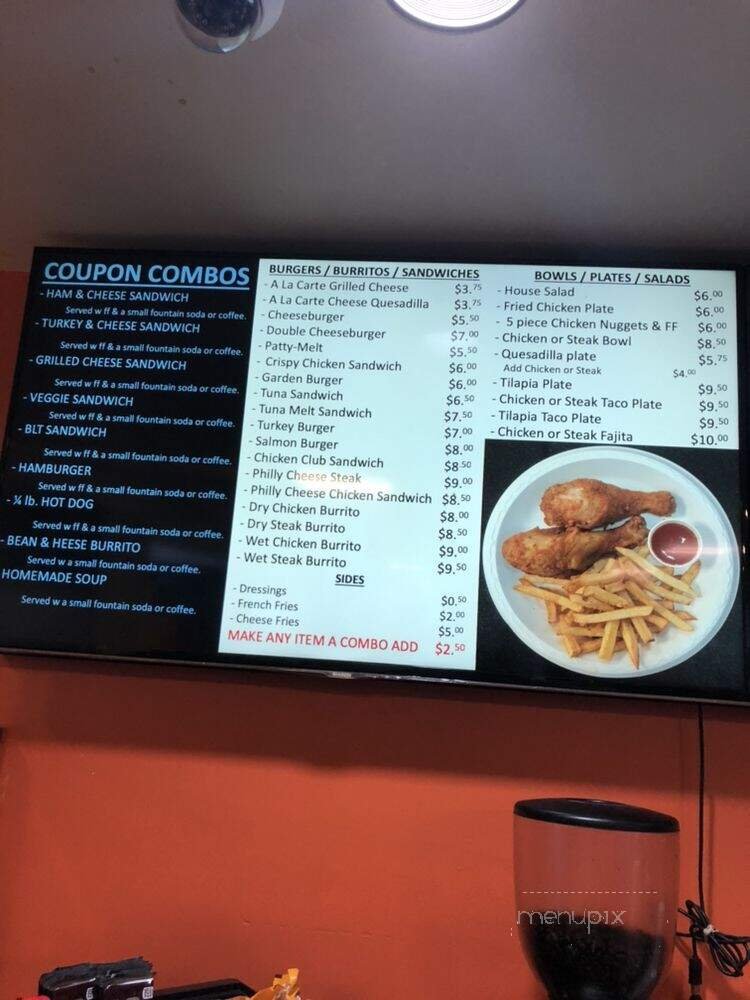 COUPON COMBOS
- HAM & CHEESE SANDWICH
Served w ff & a small fountain soda or coffee.
- TURKEY & CHEESE SANDWICH
Served w ff & a small fountain soda or coffee.
- GRILLED CHEESE SANDWICH
Served w ff & a small fountain soda or coffee.
- VEGGIE SANDWICH
Served w ff & a small fountain soda or coffee.
- BLT SANDWICH
Served w ff & a small fountain soda or coffee.
- HAMBURGER
Served w ff & a small fountain soda or coffee.
- ¼ lb. HOT DOG
Served w ff & a small fountain soda or coffee.
- BEAN & HEESE BURRITO
Served w a small fountain soda or coffee.
HOMEMADE SOUP
Served w a small fountain soda or coffee.
BURGERS / BURRITOS / SANDWICHES
- A La Carte Grilled Cheese $3.75
- A La Carte Cheese Quesadilla $3.75
- Cheeseburger $5.50
- Double Cheeseburger $7.00
- Patty-Melt $5.50
- Crispy Chicken Sandwich $6.00
- Garden Burger $6.00
- Tuna Sandwich $6.50
- Tuna Melt Sandwich $7.50
- Turkey Burger $7.00
- Salmon Burger $8.00
- Chicken Club Sandwich $8.50
- Philly Cheese Steak $9.00
- Philly Cheese Chicken Sandwich $8.50
- Dry Chicken Burrito $8.00
- Dry Steak Burrito $8.50
- Wet Chicken Burrito $9.00
- Wet Steak Burrito $9.50
SIDES
- Dressings $0.50
- French Fries $2.00
- Cheese Fries $5.00
MAKE ANY ITEM A COMBO ADD $2.50
BOWLS / PLATES / SALADS
- House Salad $6.00
- Fried Chicken Plate $6.00
- 5 piece Chicken Nuggets & FF $6.00
- Chicken or Steak Bowl $8.50
- Quesadilla plate $5.75
Add Chicken or Steak $4.00
- Tilapia Plate $9.50
- Chicken or Steak Taco Plate $9.50
- Tilapia Taco Plate $9.50
- Chicken or Steak Fajita $10.00
menupix